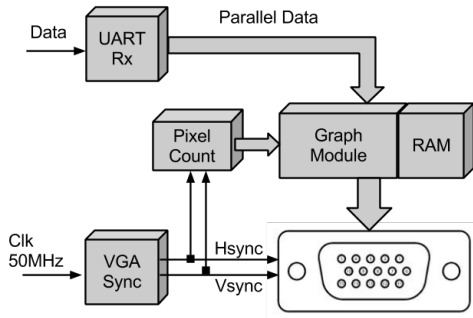 Parallel Data
Data
UART
Rx
Pixel
Count
Graph
Module
RAM
Clk
50MHz
VGA
Sync
Hsync
Vsync